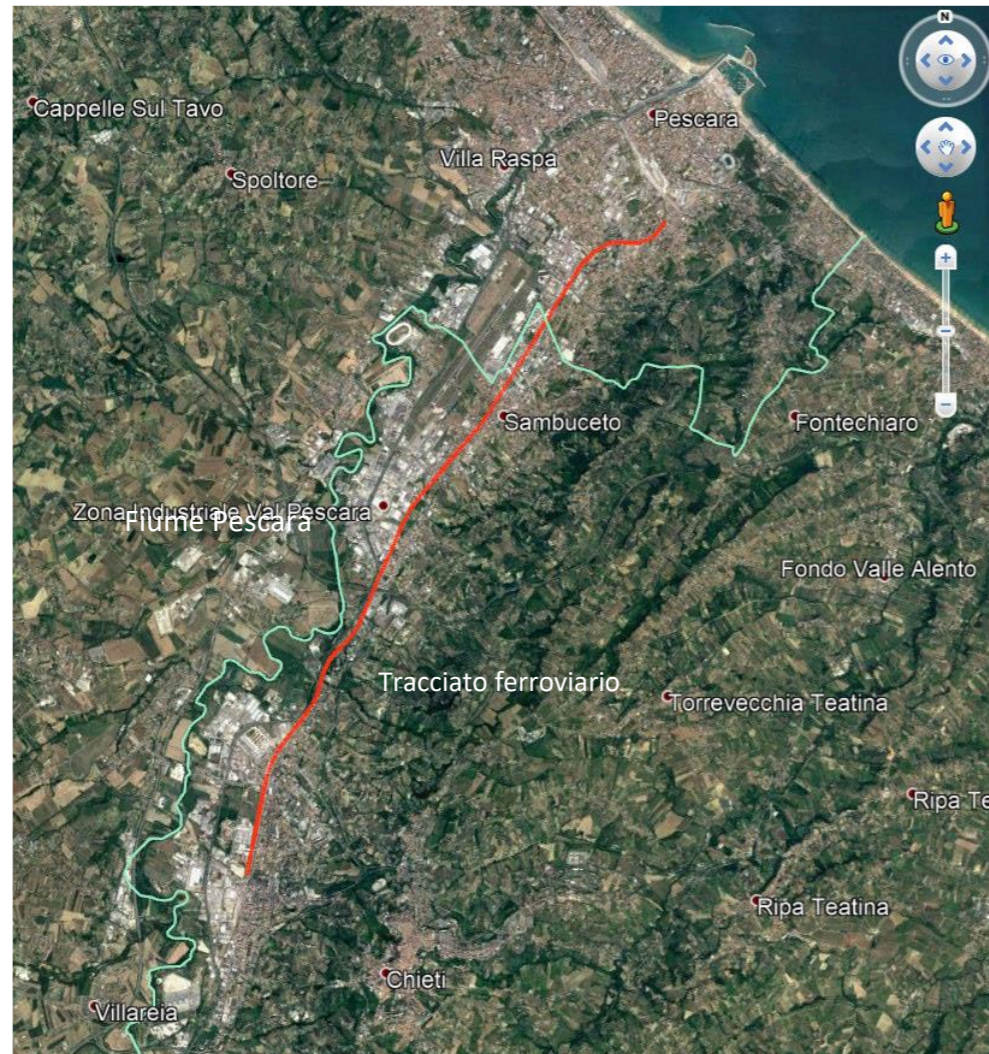 N
Cappelle Sul Tavo
Pescara
Villa Raspa
Spoltore
Sambuceto
Fontechiaro
Zona Industriale Val Pescara
Fiume Pescara
Fondo Valle Alento
Tracciato ferroviario
Torrevecchia Teatina
Ripa Te
Ripa Teatina
Chieti
Villareia